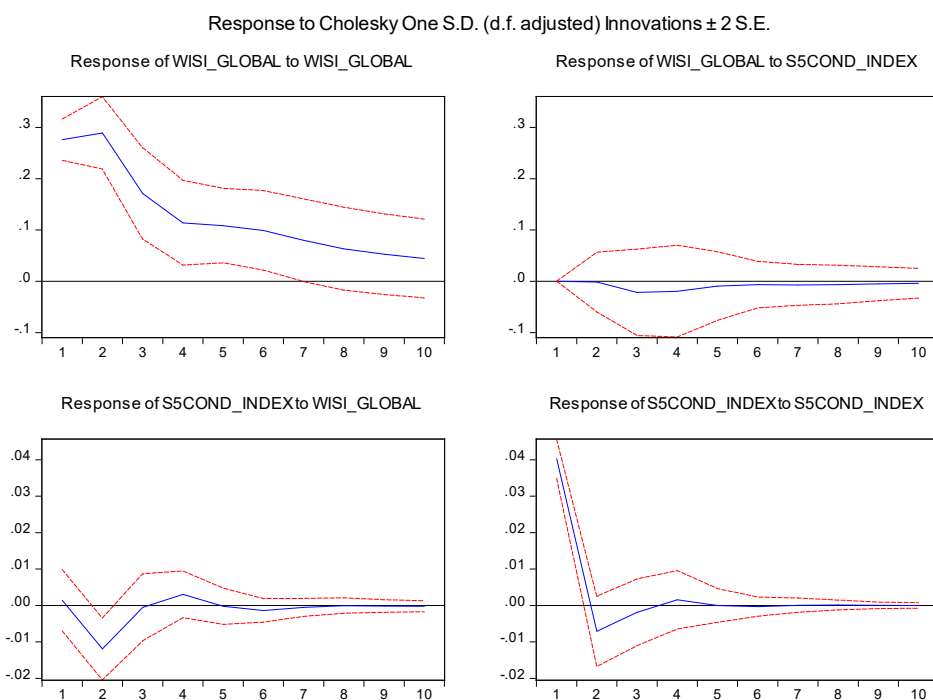 Response to Cholesky One S.D. (d.f. adjusted) Innovations ± 2 S.E.
Response of WISI_GLOBAL to WISI_GLOBAL
.3
.2
.1
.0
-.1
1 2 3 4 5 6 7 8 9 10
Response of WISI_GLOBAL to S5COND_INDEX
.3
.2
.1
.0
-.1
1 2 3 4 5 6 7 8 9 10
Response of S5COND_INDEX to WISI_GLOBAL
.04
.03
.02
.01
.00
-.01
-.02
1 2 3 4 5 6 7 8 9 10
Response of S5COND_INDEX to S5COND_INDEX
.04
.03
.02
.01
.00
-.01
-.02
1 2 3 4 5 6 7 8 9 10